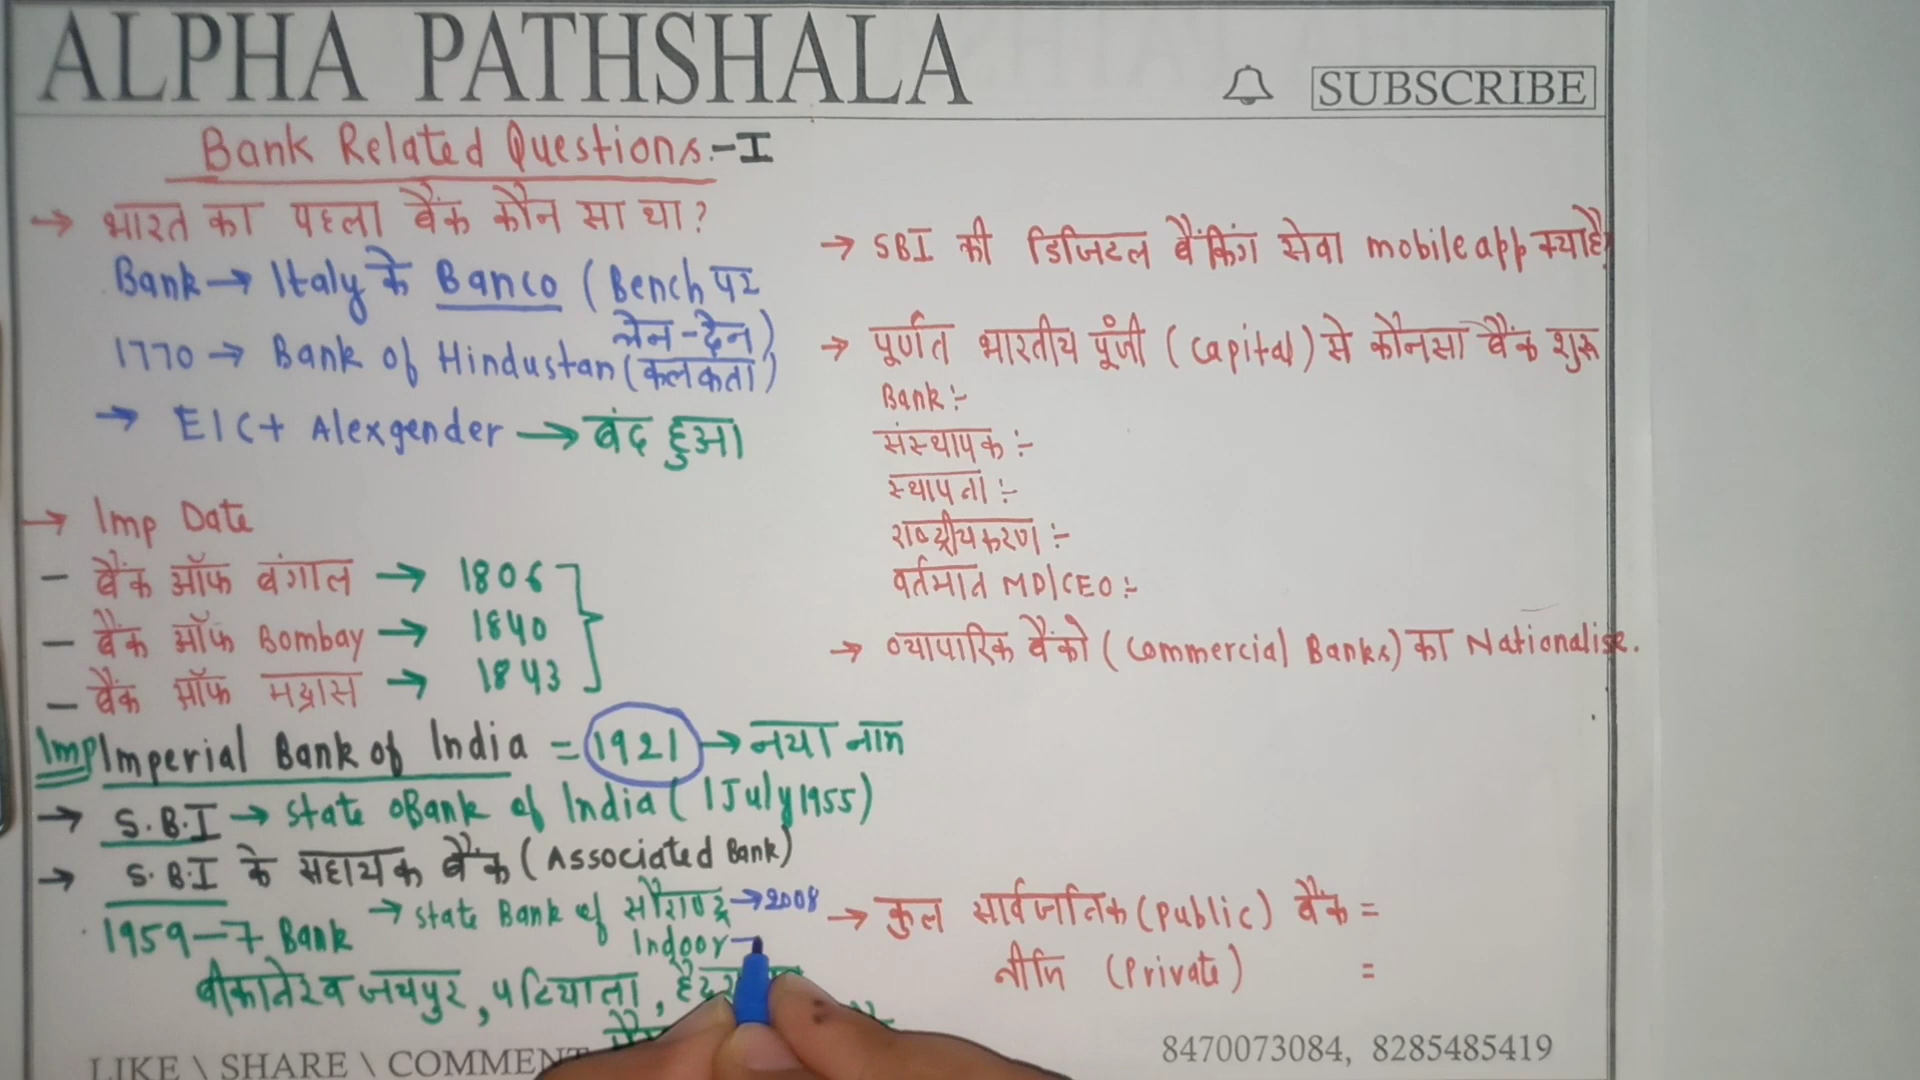 ALPHA PATHSHALA
SUBSCRIBE
Bank Related Questions.-I
→ भारत का पहला बैंक कौन सा था?
Bank → Italy के Banco (Bench पर
लेन-देन)
1770 → Bank of Hindustan (कलकता)
→ EIC+ Alexgender → बंद हुआ
→ Imp Date
- बैंक ऑफ बंगाल → 1806
- बैंक ऑफ Bombay → 1840
- बैंक ऑफ मद्रास → 1843
Imp Imperial Bank of India = 1921 → नया नाम
→ S.B.I → State oBank of India (1 July 1955)
→ S.B.I के सहायक बैंक (Associated Bank)
1959-7 Bank → State Bank of सौराष्ट्र → 2008
Indoor →
बीकानेर व जयपुर, पटियाला,
→ SBI की डिजिटल बैंकिंग सेवा mobile app क्या है?
→ पूर्णत भारतीय पूंजी (Capital) से कौनसा बैंक शुरू
Bank :-
संस्थापक :-
स्थापना :-
राष्ट्रीयकरण :-
वर्तमान MD/CEO :-
→ व्यापारिक बैंको (Commercial Banks) का Nationalise.
→ कुल सार्वजनिक (Public) बैंक =
नीजि (Private) =
LIKE \ SHARE \ COMMENT
8470073084, 8285485419